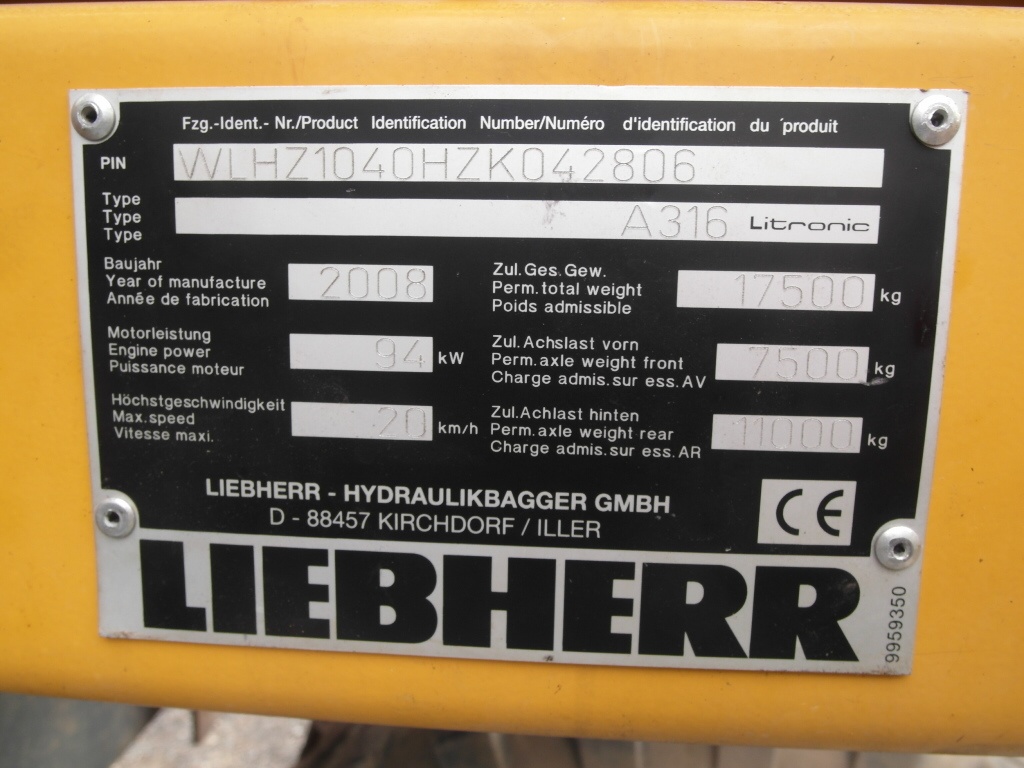 Fzg.-Ident.- Nr./Product Identification Number/Numéro d'identification du produit
PIN WLHZ1040HZK042806
Type
Type
Type
A316 Litronic
Baujahr
Year of manufacture
Année de fabrication
2008
Zul.Ges.Gew.
Perm.total weight
Poids admissible
17500 kg
Motorleistung
Engine power
Puissance moteur
94 kW
Zul.Achslast vorn
Perm.axle weight front
Charge admis.sur ess.AV
7500 kg
Höchstgeschwindigkeit
Max.speed
Vitesse maxi.
20 km/h
Zul.Achlast hinten
Perm.axle weight rear
Charge admis.sur ess.AR
11000 kg
LIEBHERR - HYDRAULIKBAGGER GMBH
D - 88457 KIRCHDORF / ILLER
CE
LIEBHERR
9959350